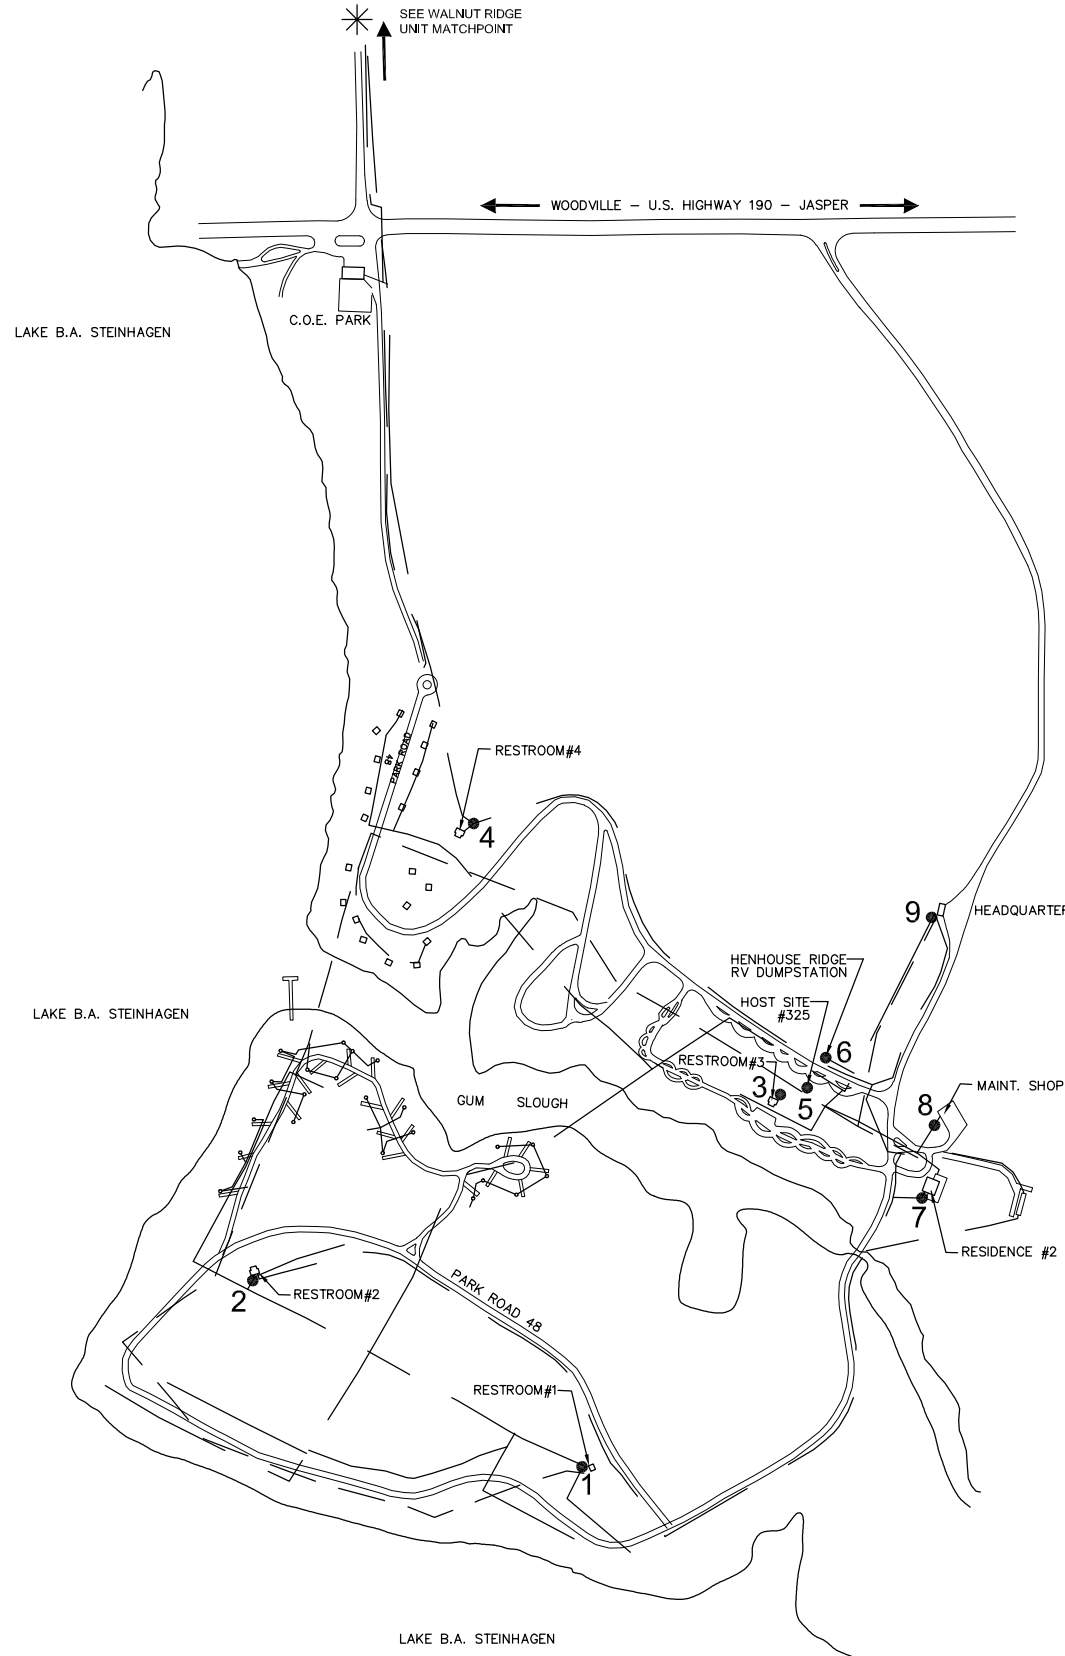 SEE WALNUT RIDGE
UNIT MATCHPOINT
WOODVILLE - U.S. HIGHWAY 190 - JASPER
C.O.E. PARK
LAKE B.A. STEINHAGEN
PARK ROAD
48
RESTROOM#4
4
9
HEADQUARTER
HENHOUSE RIDGE
RV DUMPSTATION
HOST SITE
#325
LAKE B.A. STEINHAGEN
6
RESTROOM#3
3
5
MAINT. SHOP
8
GUM SLOUGH
7
RESIDENCE #2
2
RESTROOM#2
PARK ROAD 48
RESTROOM#1
1
LAKE B.A. STEINHAGEN